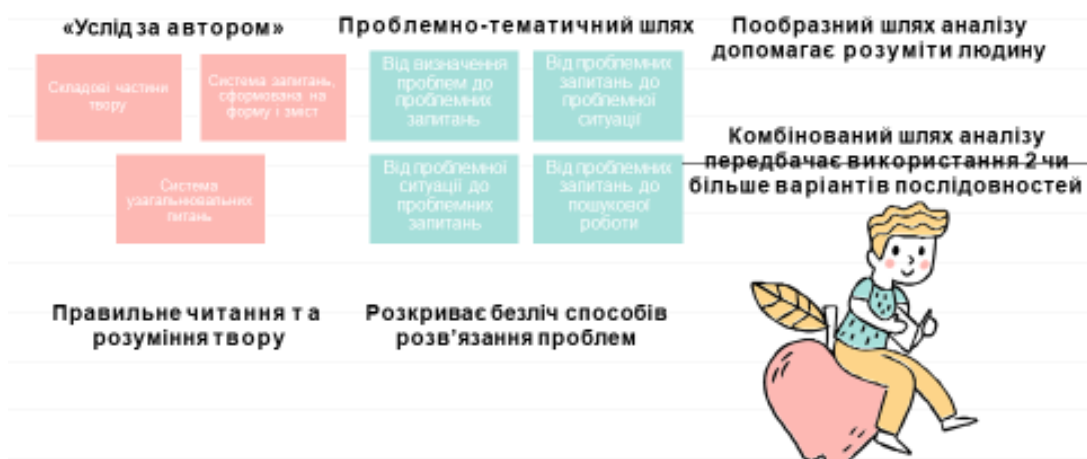 «Услід за автором»
Складові частини
твору
Система запитань,
сформована на
форму і зміст
Система
узагальнювальних
питань
Правильне читання та
розуміння твору
Проблемно-тематичний шлях
Від визначення
проблем до
проблемних
запитань
Від проблемних
запитань до
проблемної
ситуації
Від проблемної
ситуації до
проблемних
запитань
Від проблемних
запитань до
пошукової
роботи
Розкриває безліч способів
розв’язання проблем
Пообразний шлях аналізу
допомагає розуміти людину
Комбінований шлях аналізу
передбачає використання 2 чи
більше варіантів послідовностей